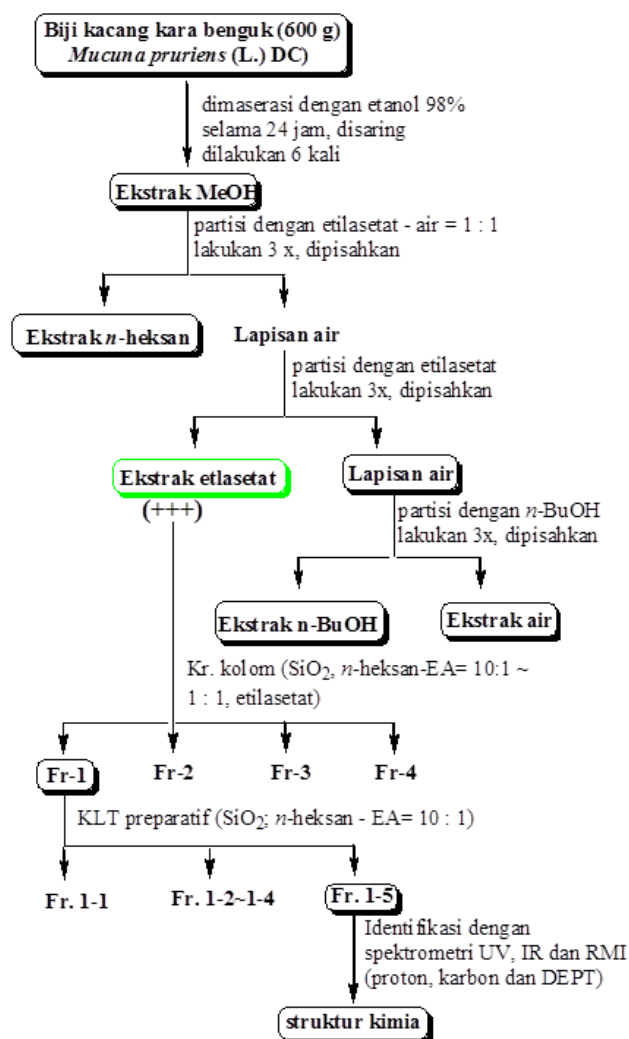 Biji kacang kara benguk (600 g)
Mucuna pruriens (L.) DC)
dimaserasi dengan etanol 98%
selama 24 jam, disaring
dilakukan 6 kali
Ekstrak MeOH
partisi dengan etilasetat - air = 1 : 1
lakukan 3 x, dipisahkan
Ekstrak n-heksan
Lapisan air
partisi dengan etilasetat
lakukan 3x, dipisahkan
Ekstrak etlasetat
(+++)
Lapisan air
partisi dengan n-BuOH
lakukan 3x, dipisahkan
Ekstrak n-BuOH
Ekstrak air
Kr. kolom (SiO₂, n-heksan-EA= 10:1 ~
1 : 1, etilasetat)
Fr-1
Fr-2
Fr-3
Fr-4
KLT preparatif (SiO₂; n-heksan - EA= 10 : 1)
Fr. 1-1
Fr. 1-2~1-4
Fr. 1-5
Identifikasi dengan
spektrometri UV, IR dan RMI
(proton, karbon dan DEPT)
struktur kimia